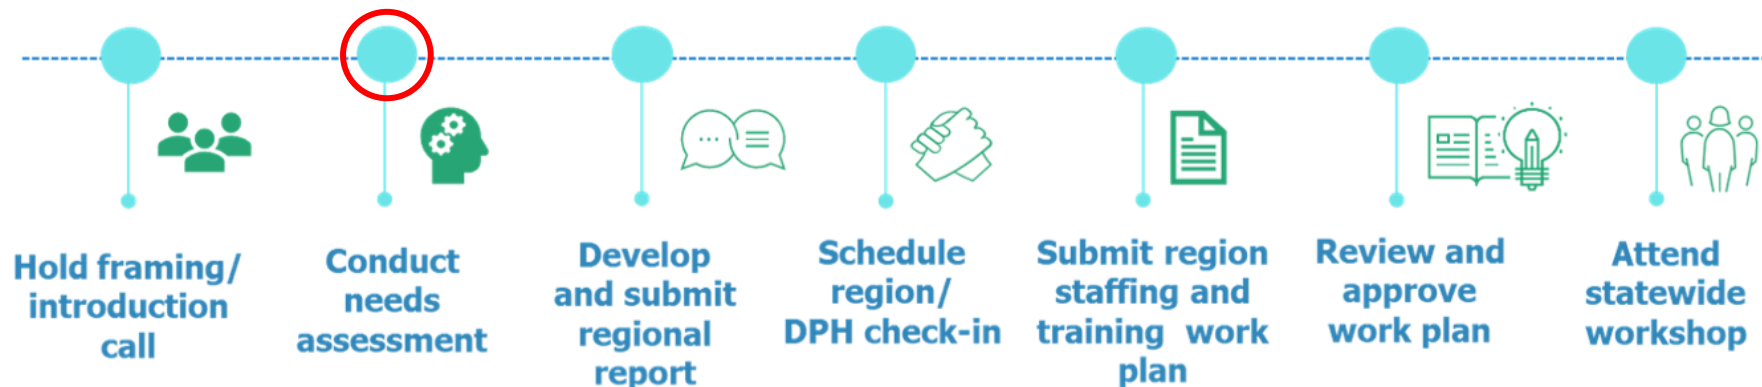 Hold framing/
introduction
call
Conduct
needs
assessment
Develop
and submit
regional
report
Schedule
region/
DPH check-in
Submit region
staffing and
training work
plan
Review and
approve
work plan
Attend
statewide
workshop